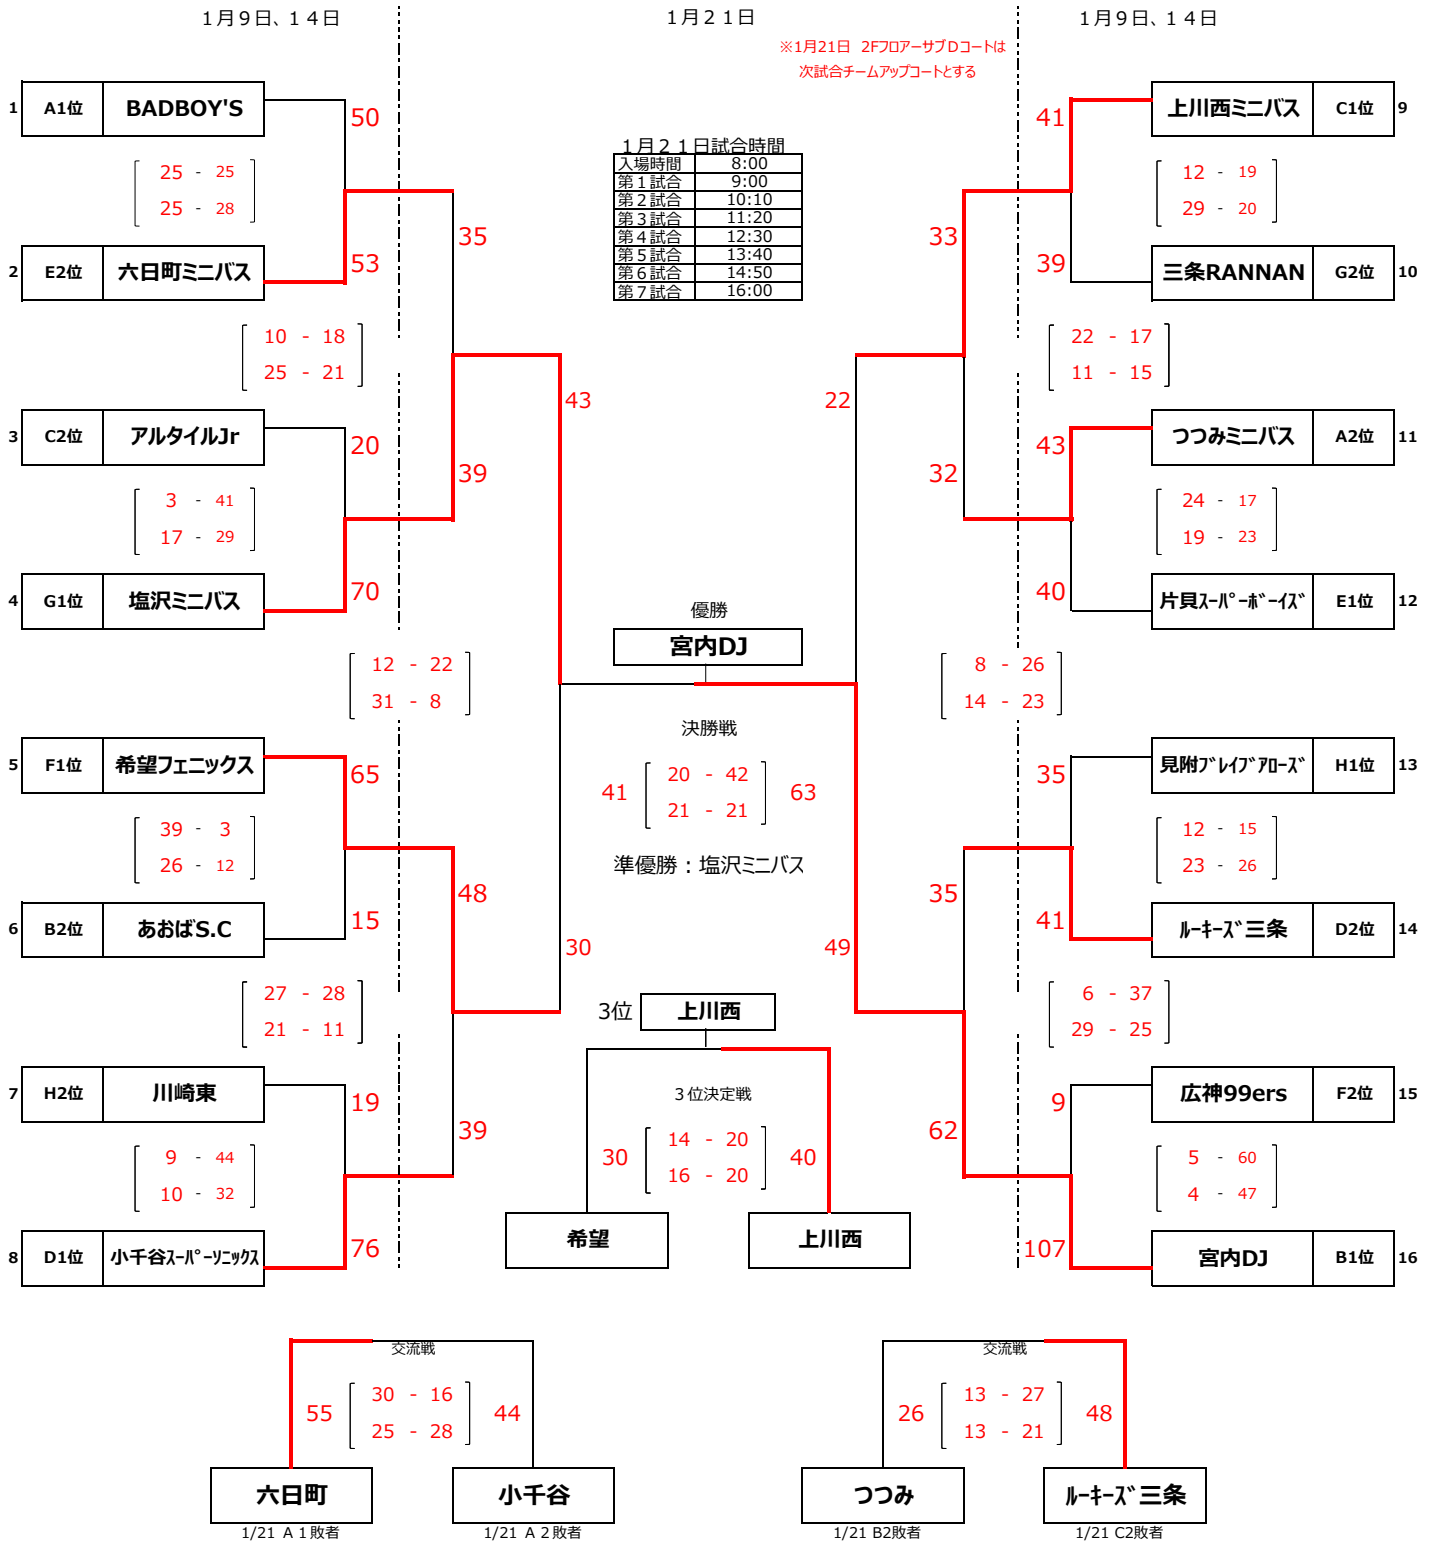 1月9日、14日
1月21日
1月9日、14日
※1月21日 2FフロアーサブDコートは
次試合チームアップコートとする
1 A1位 BADBOY'S 50
25 - 25
25 - 28
2 E2位 六日町ミニバス 53
35
10 - 18
25 - 21
3 C2位 アルタイルJr 20
3 - 41
17 - 29
4 G1位 塩沢ミニバス 70
39
43
12 - 22
31 - 8
5 F1位 希望フェニックス 65
39 - 3
26 - 12
6 B2位 あおばS.C 15
48
30
27 - 28
21 - 11
7 H2位 川崎東 19
9 - 44
10 - 32
8 D1位 小千谷スーパーソニックス 76
39
1月21日試合時間
入場時間 8:00
第1試合 9:00
第2試合 10:10
第3試合 11:20
第4試合 12:30
第5試合 13:40
第6試合 14:50
第7試合 16:00
優勝
宮内DJ
決勝戦
41 20 - 42 63
21 - 21
準優勝：塩沢ミニバス
3位 上川西
3位決定戦
30 14 - 20 40
16 - 20
希望 上川西
41 上川西ミニバス C1位 9
12 - 19
29 - 20
39 三条RANNAN G2位 10
33
22 - 17
11 - 15
22
43 つつみミニバス A2位 11
24 - 17
19 - 23
40 片貝スーパーボーイズ E1位 12
32
8 - 26
14 - 23
35 見附ブレイブアローズ H1位 13
12 - 15
23 - 26
41 ルーキーズ三条 D2位 14
35
49
6 - 37
29 - 25
9 広神99ers F2位 15
5 - 60
4 - 47
107 宮内DJ B1位 16
62
交流戦
55 30 - 16 44
25 - 28
六日町 小千谷
1/21 A1敗者 1/21 A2敗者
交流戦
26 13 - 27 48
13 - 21
つつみ ルーキーズ三条
1/21 B2敗者 1/21 C2敗者